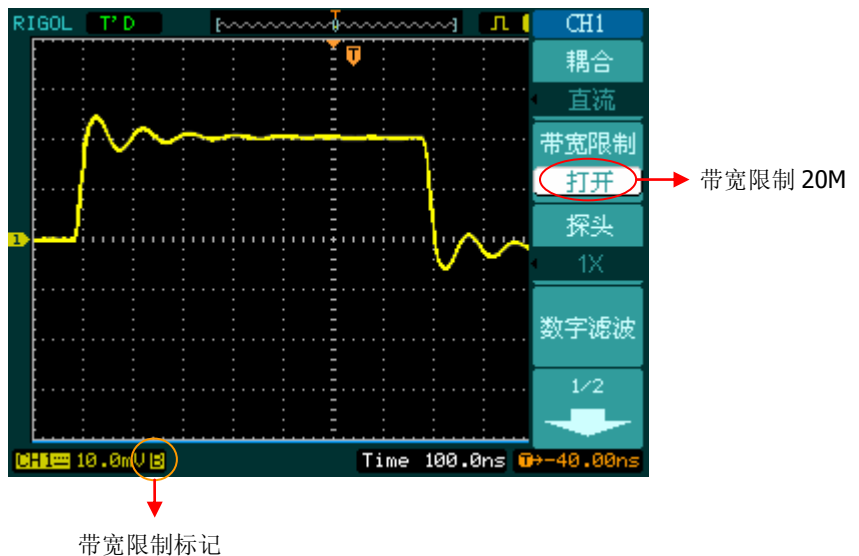 RIGOL T'D CH1
T
耦合
直流
带宽限制
打开
带宽限制 20M
探头
1
1X
数字滤波
1/2
CH1 10.0mV B Time 100.0ns T→-40.00ns
带宽限制标记